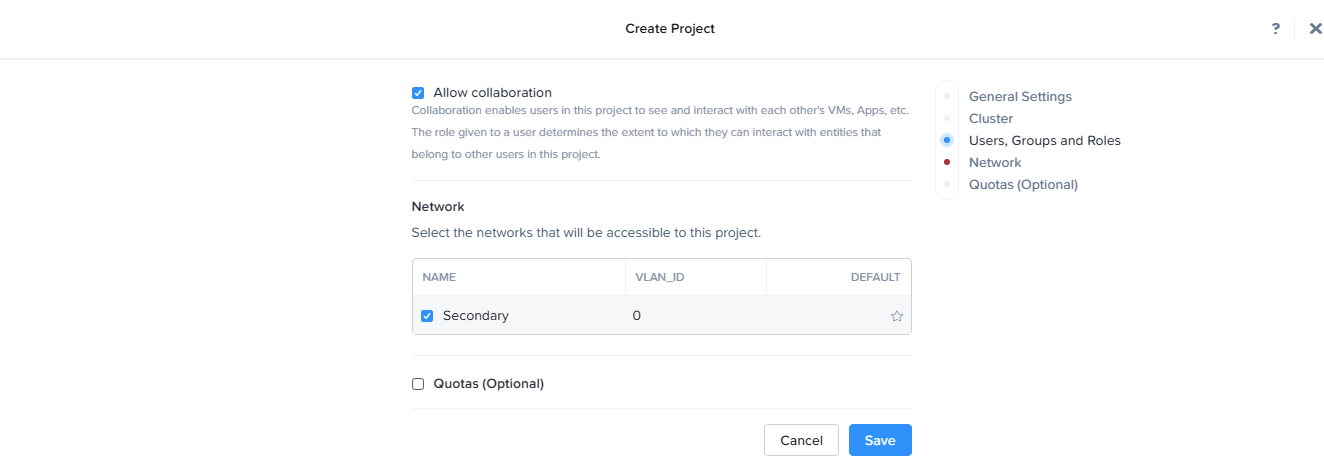 Create Project
?
Allow collaboration
Collaboration enables users in this project to see and interact with each other's VMs, Apps, etc.
The role given to a user determines the extent to which they can interact with entities that
belong to other users in this project.
Network
Select the networks that will be accessible to this project.
NAME VLAN_ID DEFAULT
Secondary 0
Quotas (Optional)
Cancel Save
General Settings
Cluster
Users, Groups and Roles
Network
Quotas (Optional)